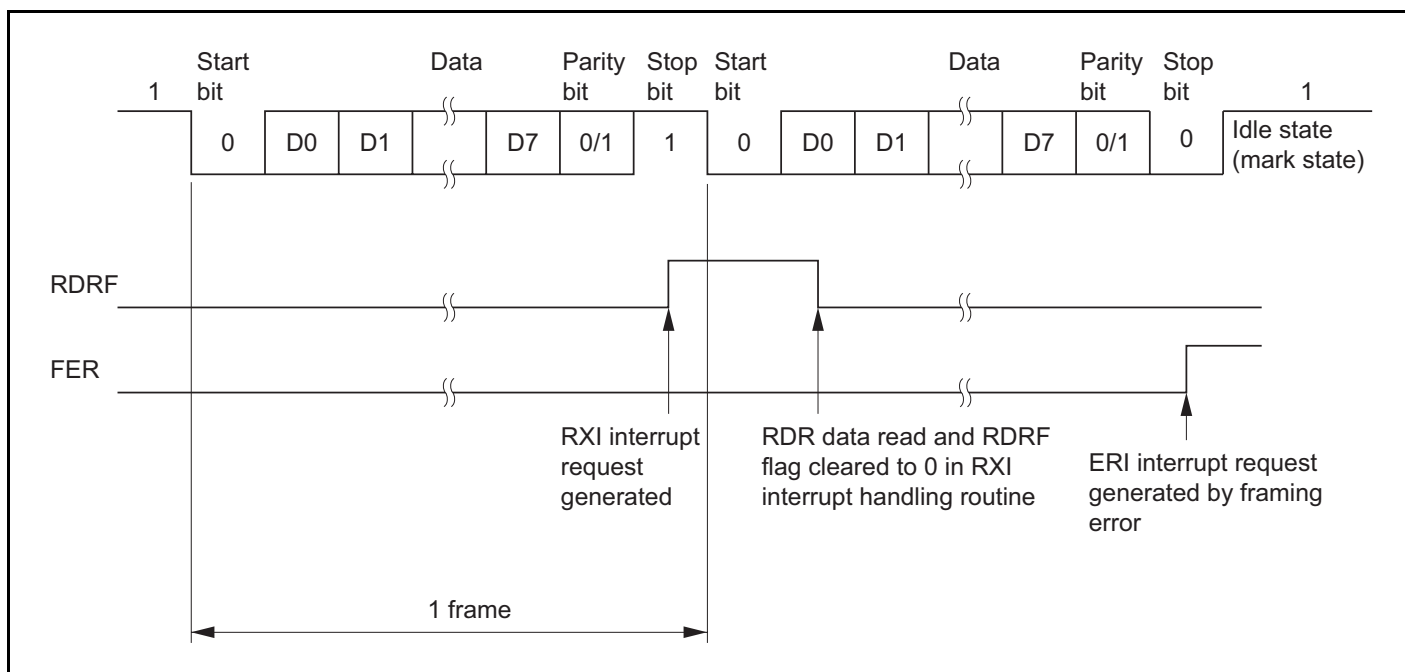 Start Data Parity Stop Start Data Parity Stop
1 bit bit bit bit bit bit 1
0 D0 D1 D7 0/1 1 0 D0 D1 D7 0/1 0 Idle state
(mark state)
RDRF
FER
RXI interrupt
request
generated
RDR data read and RDRF
flag cleared to 0 in RXI
interrupt handling routine
ERI interrupt request
generated by framing
error
1 frame